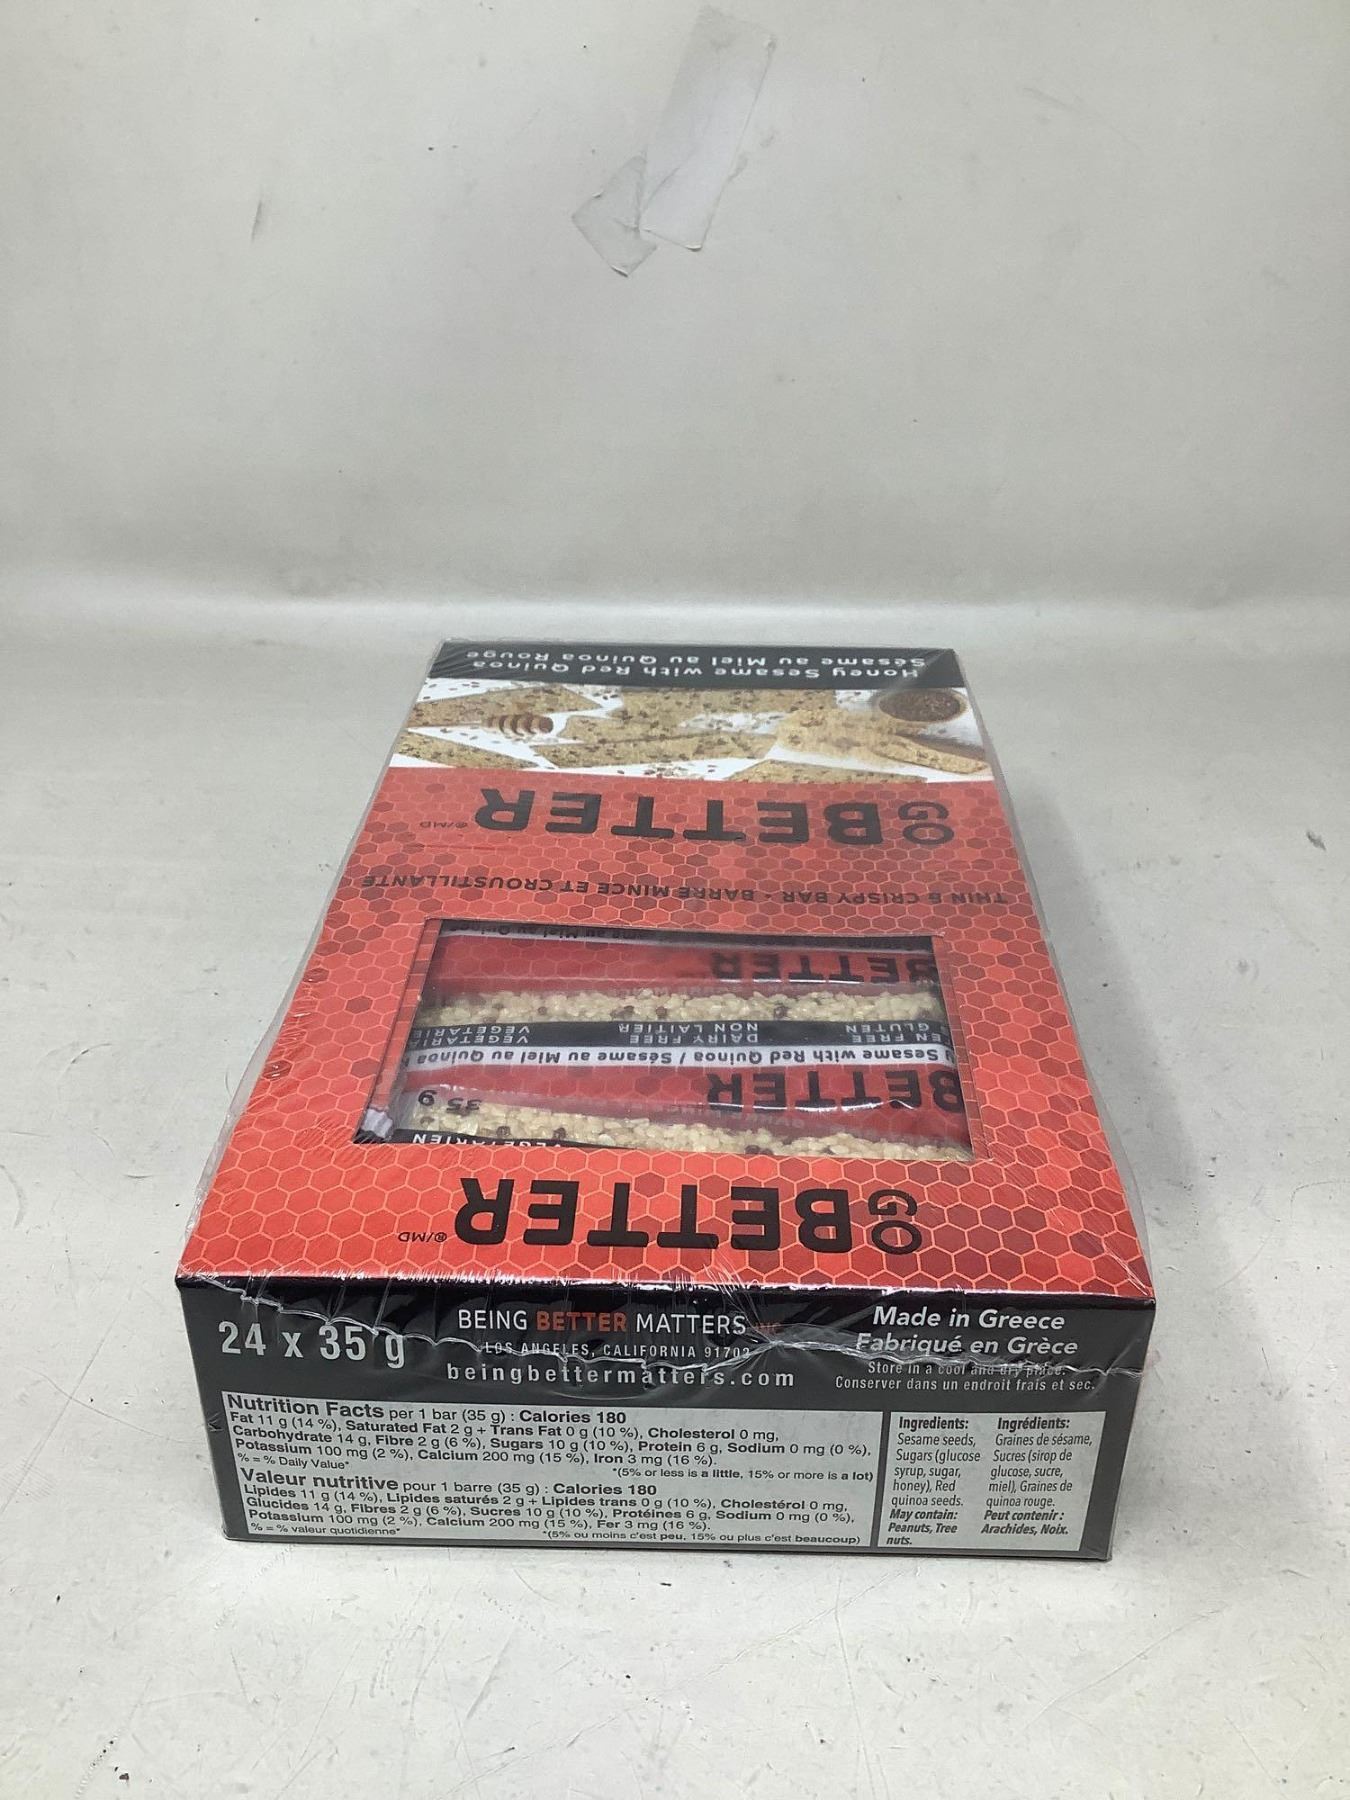 Honey Sesame with Red Quinoa
Sésame au Miel au Quinoa Rouge
GO BETTER ®/MD
THIN & CRISPY BAR • BARRE MINCE ET CROUSTILLANTE
BETTER
EN FREE DAIRY FREE VEGETARIA
GLUTEN NON LAITIER VEGETARIE
Sesame with Red Quinoa / Sésame au Miel au Quinoa
BETTER
35 g
VEGETARIEN
GO BETTER ®/MD
24 x 35 g
BEING BETTER MATTERS INC
LOS ANGELES, CALIFORNIA 91702
beingbettermatters.com
Made in Greece
Fabriqué en Grèce
Store in a cool and dry place.
Conserver dans un endroit frais et sec.
Nutrition Facts per 1 bar (35 g) : Calories 180
Fat 11 g (14 %), Saturated Fat 2 g + Trans Fat 0 g (10 %), Cholesterol 0 mg,
Carbohydrate 14 g, Fibre 2 g (6 %), Sugars 10 g (10 %), Protein 6 g, Sodium 0 mg (0 %),
Potassium 100 mg (2 %), Calcium 200 mg (15 %), Iron 3 mg (16 %).
% = % Daily Value* *(5% or less is a little, 15% or more is a lot)
Valeur nutritive pour 1 barre (35 g) : Calories 180
Lipides 11 g (14 %), Lipides saturés 2 g + Lipides trans 0 g (10 %), Cholestérol 0 mg,
Glucides 14 g, Fibres 2 g (6 %), Sucres 10 g (10 %), Protéines 6 g, Sodium 0 mg (0 %),
Potassium 100 mg (2 %), Calcium 200 mg (15 %), Fer 3 mg (16 %).
% = % valeur quotidienne* *(5% ou moins c'est peu, 15% ou plus c'est beaucoup)
Ingredients:
Sesame seeds,
Sugars (glucose
syrup, sugar,
honey), Red
quinoa seeds.
May contain:
Peanuts, Tree
nuts.
Ingrédients:
Graines de sésame,
Sucres (sirop de
glucose, sucre,
miel), Graines de
quinoa rouge.
Peut contenir :
Arachides, Noix.